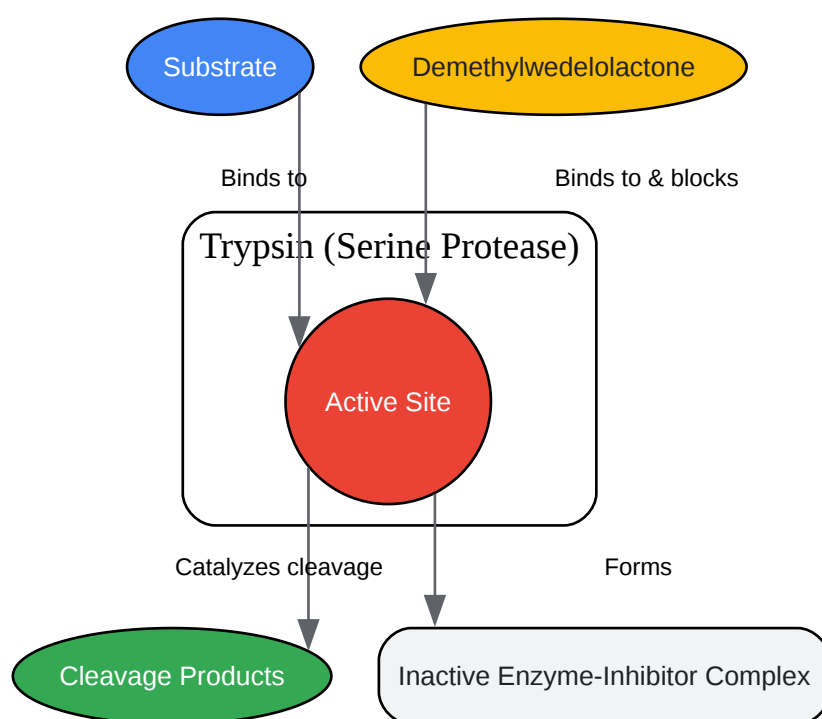 Substrate
Demethylwedelolactone
Binds to
Binds to & blocks
Trypsin (Serine Protease)
Active Site
Catalyzes cleavage
Forms
Cleavage Products
Inactive Enzyme-Inhibitor Complex